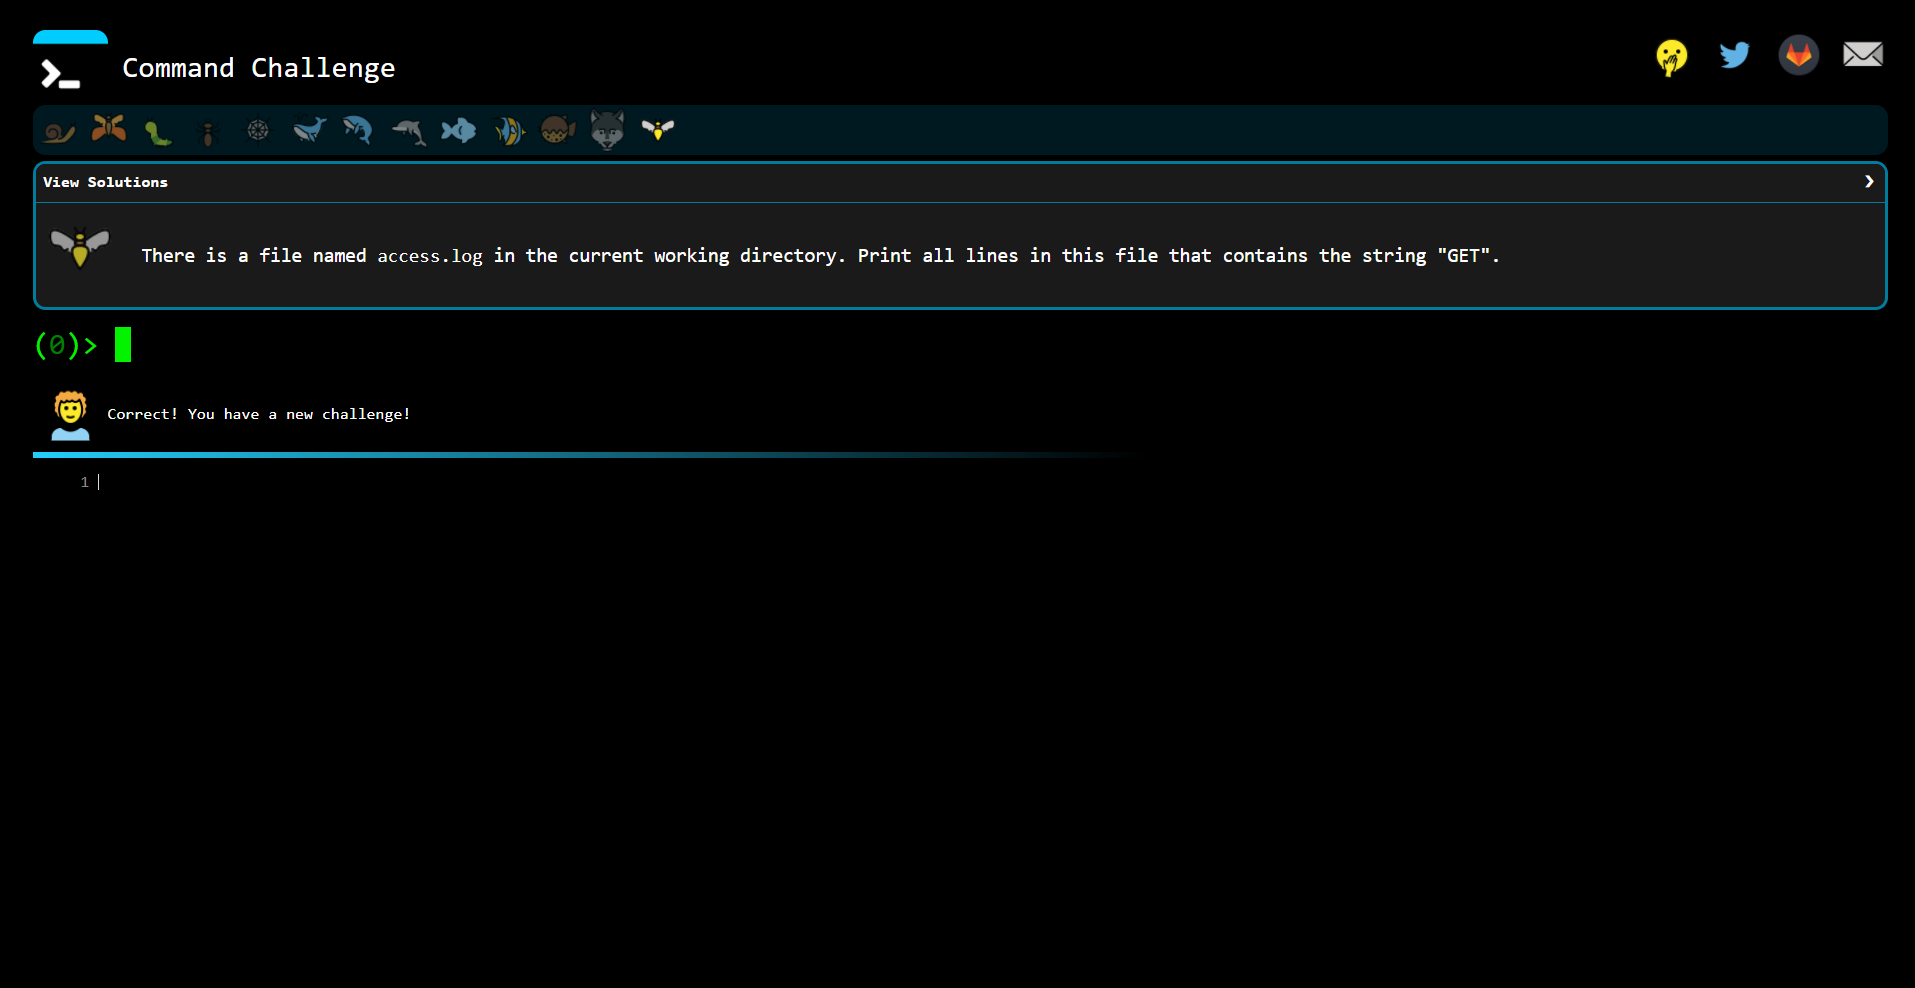 Command Challenge
View Solutions
There is a file named access.log in the current working directory. Print all lines in this file that contains the string "GET".
(0)>
Correct! You have a new challenge!
1